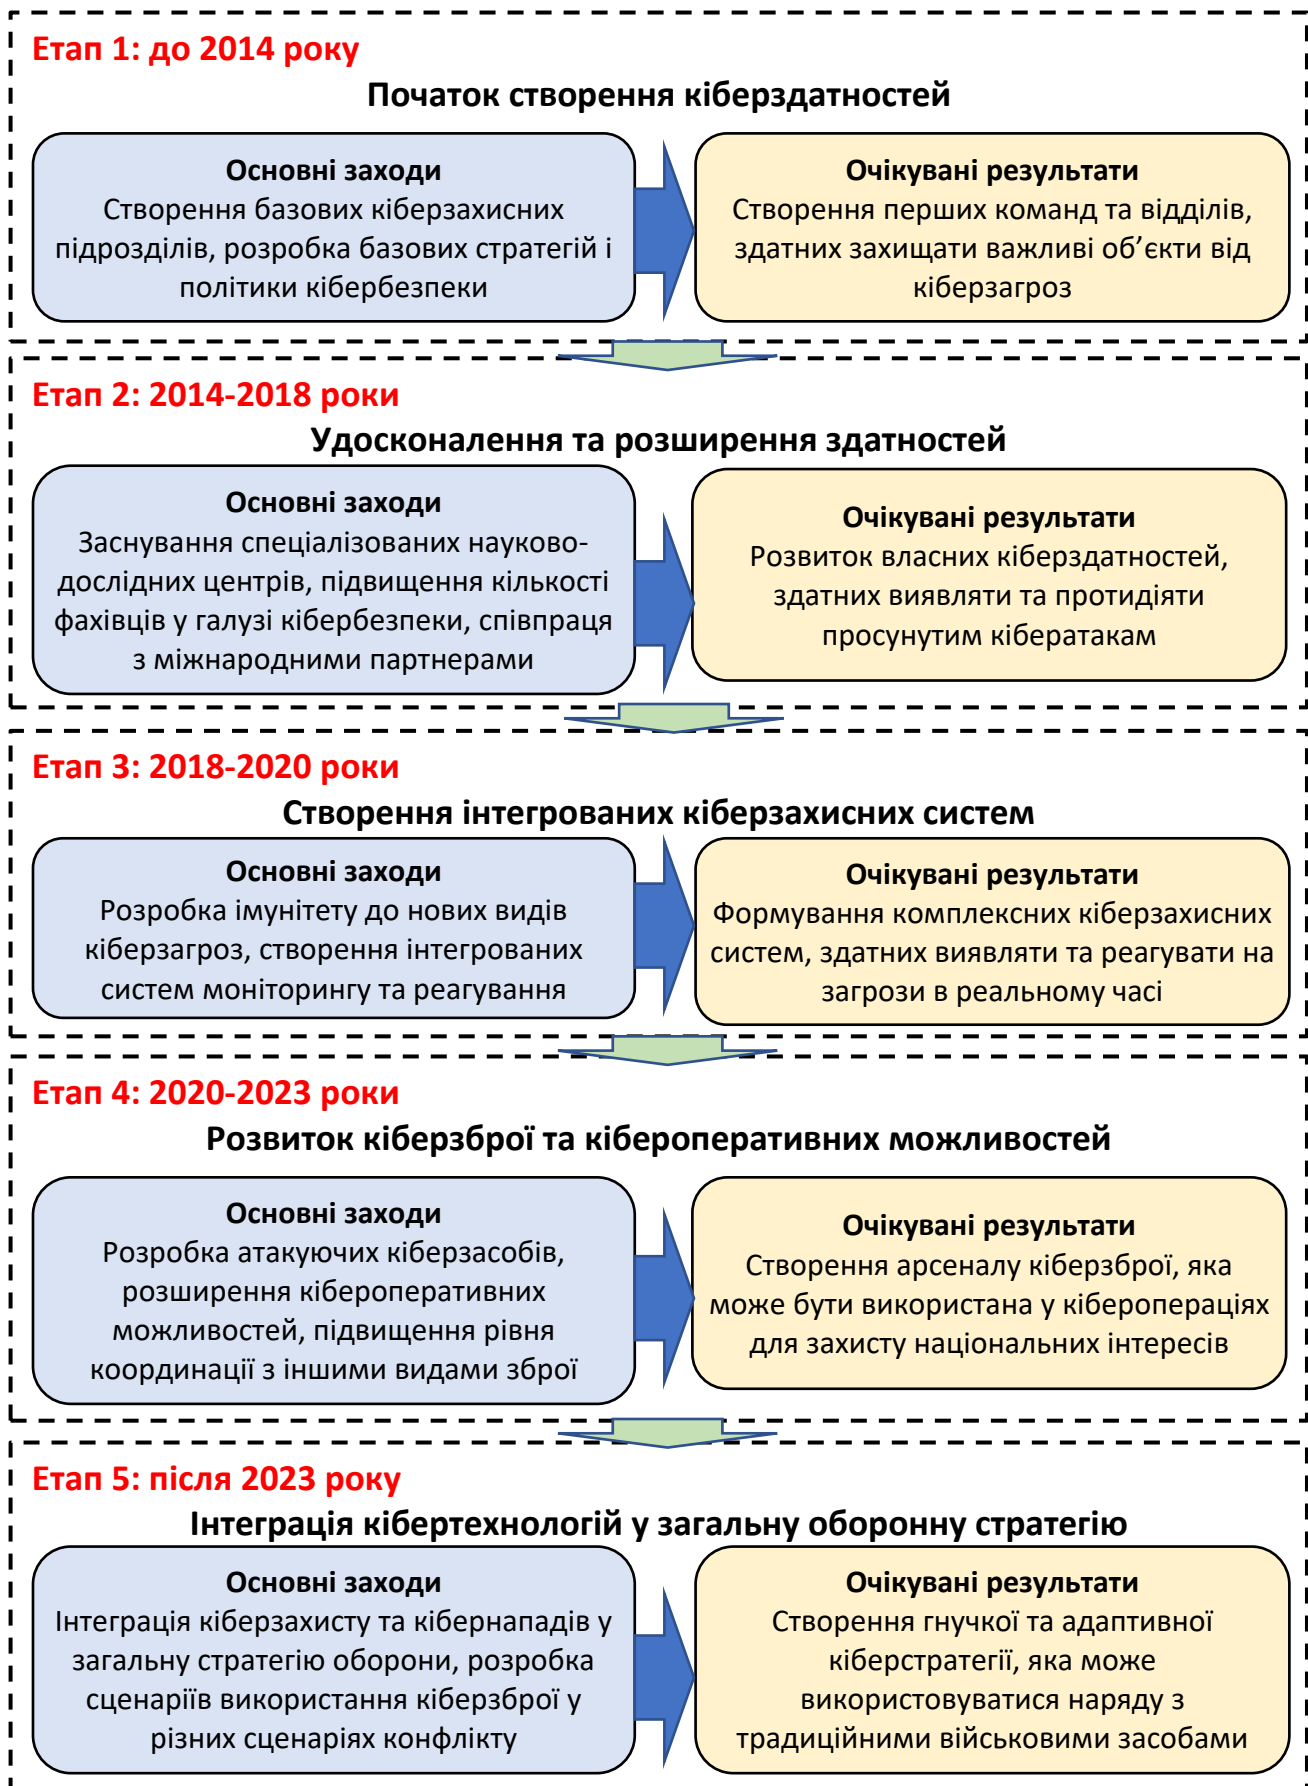 Етап 1: до 2014 року
Початок створення кіберздатностей
Основні заходи
Створення базових кіберзахисних
підрозділів, розробка базових стратегій і
політики кібербезпеки
Очікувані результати
Створення перших команд та відділів,
здатних захищати важливі об’єкти від
кіберзагроз
Етап 2: 2014-2018 роки
Удосконалення та розширення здатностей
Основні заходи
Заснування спеціалізованих науково-
дослідних центрів, підвищення кількості
фахівців у галузі кібербезпеки, співпраця
з міжнародними партнерами
Очікувані результати
Розвиток власних кіберздатностей,
здатних виявляти та протидіяти
просунутим кібератакам
Етап 3: 2018-2020 роки
Створення інтегрованих кіберзахисних систем
Основні заходи
Розробка імунітету до нових видів
кіберзагроз, створення інтегрованих
систем моніторингу та реагування
Очікувані результати
Формування комплексних кіберзахисних
систем, здатних виявляти та реагувати на
загрози в реальному часі
Етап 4: 2020-2023 роки
Розвиток кіберзброї та кібероперативних можливостей
Основні заходи
Розробка атакуючих кіберзасобів,
розширення кібероперативних
можливостей, підвищення рівня
координації з іншими видами зброї
Очікувані результати
Створення арсеналу кіберзброї, яка
може бути використана у кіберопераціях
для захисту національних інтересів
Етап 5: після 2023 року
Інтеграція кібертехнологій у загальну оборонну стратегію
Основні заходи
Інтеграція кіберзахисту та кібернападів у
загальну стратегію оборони, розробка
сценаріїв використання кіберзброї у
різних сценаріях конфлікту
Очікувані результати
Створення гнучкої та адаптивної
кіберстратегії, яка може
використовуватися наряду з
традиційними військовими засобами